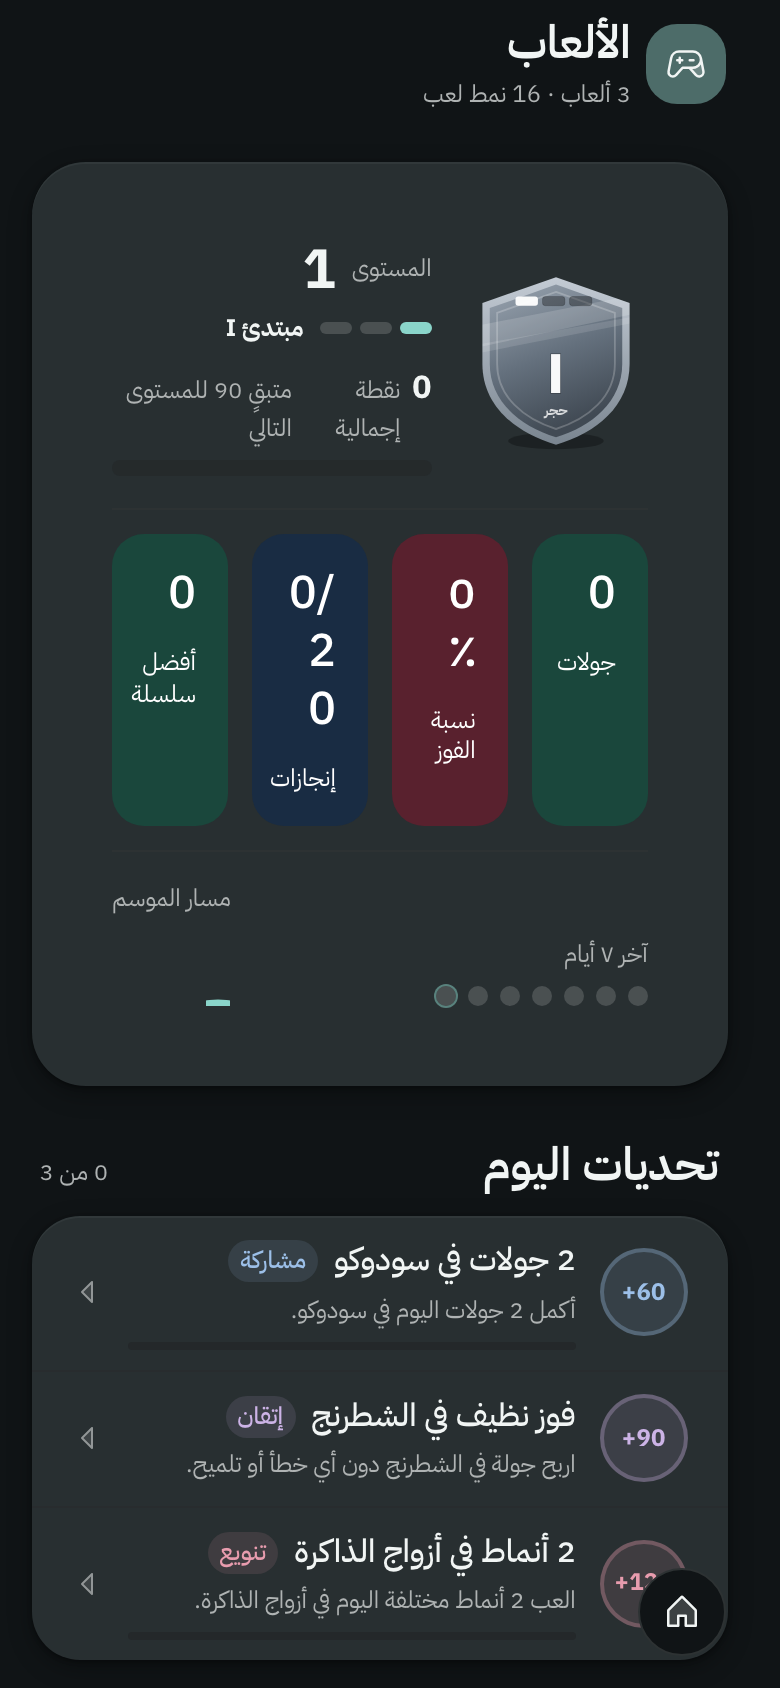 الألعاب
3 ألعاب · 16 نمط لعب
المستوى 1
مبتدئ I
0 نقطة إجمالية
متبقٍ 90 للمستوى التالي
I
حجر
0
جولات
0
٪
نسبة
الفوز
0/
2
0
إنجازات
0
أفضل
سلسلة
مسار الموسم
آخر ٧ أيام
تحديات اليوم
0 من 3
+60
2 جولات في سودوكو مشاركة
أكمل 2 جولات اليوم في سودوكو.
+90
فوز نظيف في الشطرنج إتقان
اربح جولة في الشطرنج دون أي خطأ أو تلميح.
2 أنماط في أزواج الذاكرة تنويع
العب 2 أنماط مختلفة اليوم في أزواج الذاكرة.